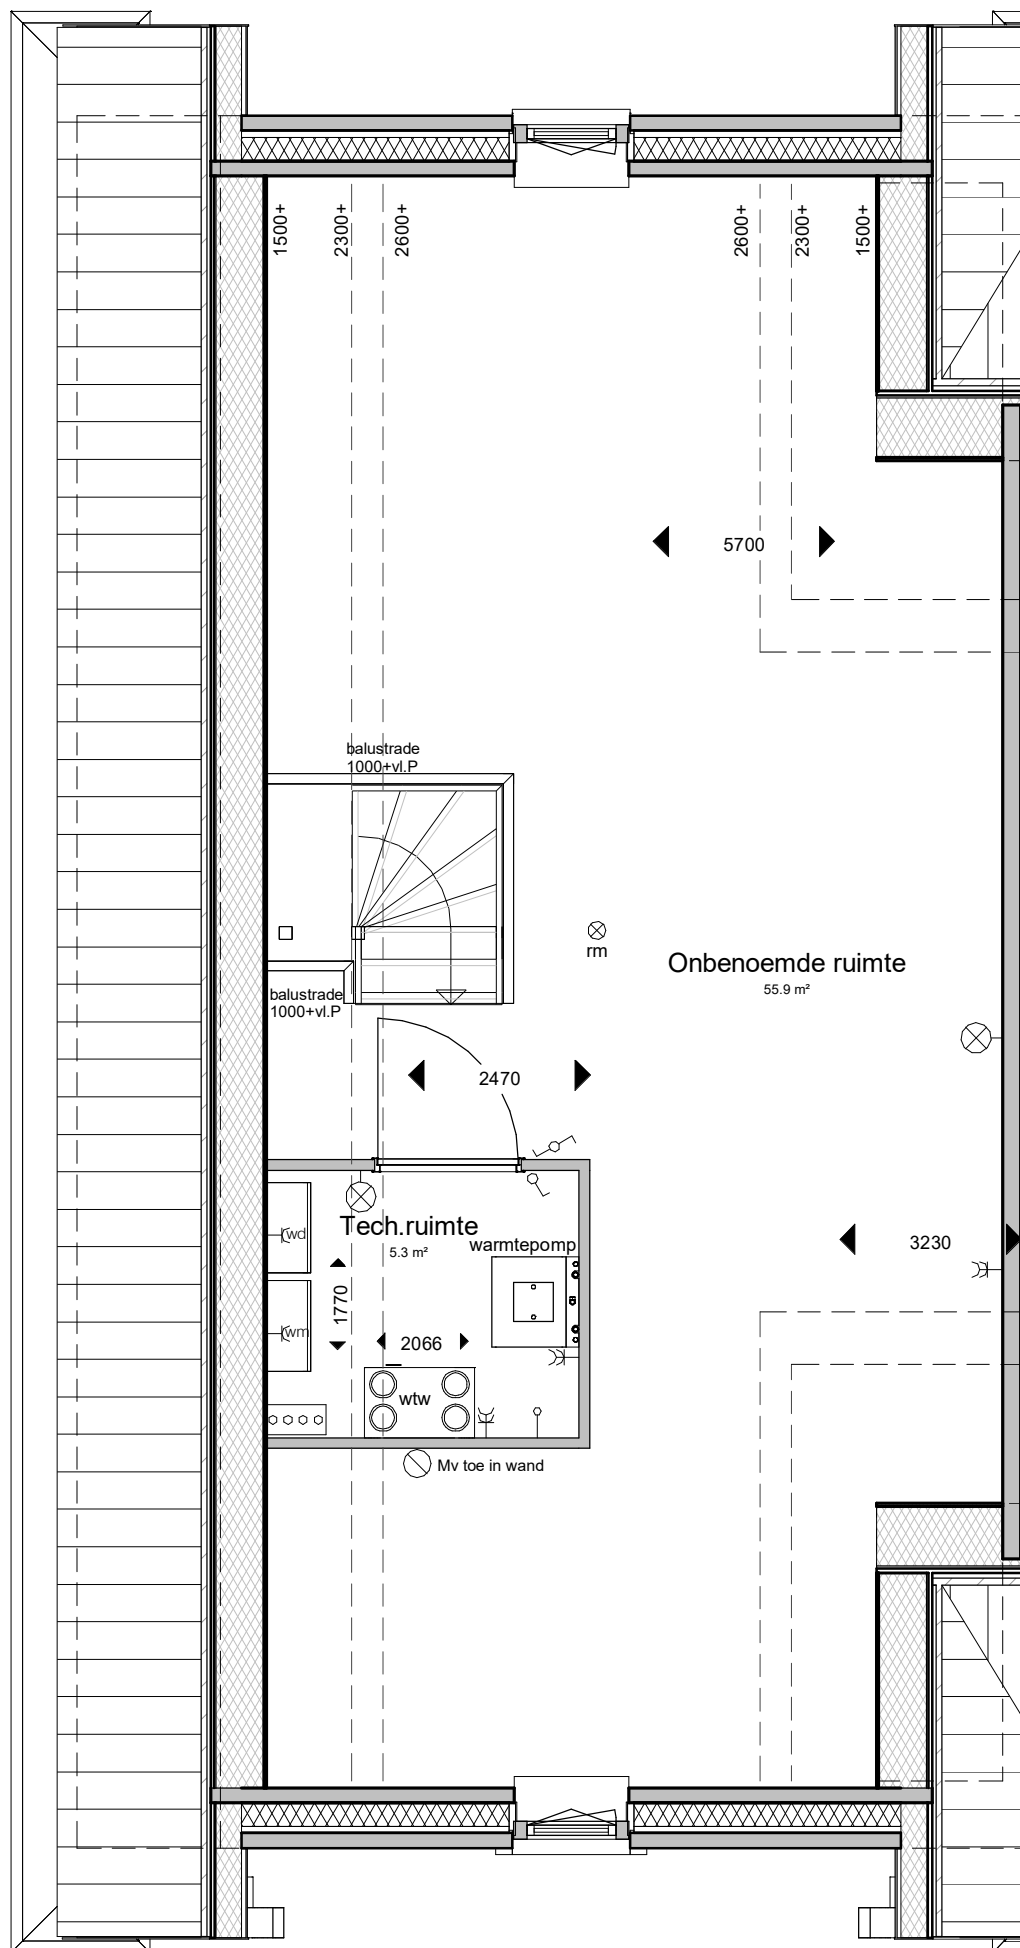 1500+
2300+
2600+
2600+
2300+
1500+
5700
balustrade
1000+vl.P
rm
Onbenoemde ruimte
55.9 m²
balustrade
1000+vl.P
2470
Tech.ruimte
5.3 m²
wd
warmtepomp
3230
1770
wm
2066
wtw
Mv toe in wand